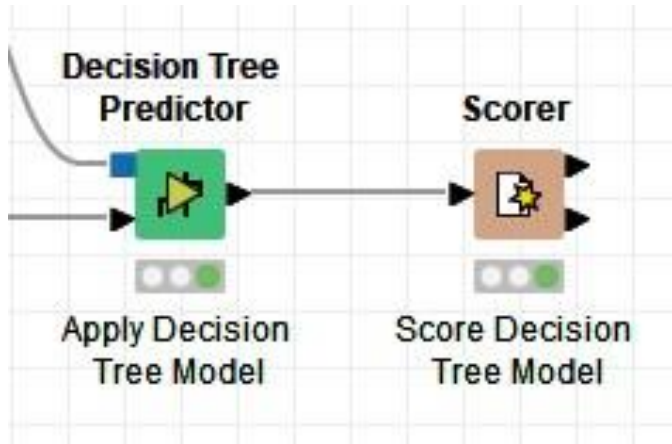 Decision Tree
Predictor
Scorer
Apply Decision
Tree Model
Score Decision
Tree Model